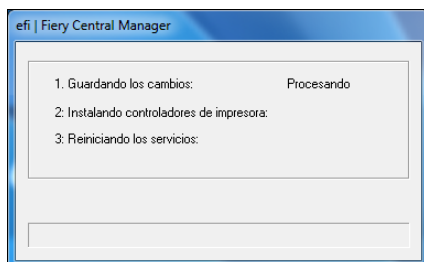 efi | Fiery Central Manager
1. Guardando los cambios: Procesando
2: Instalando controladores de impresora:
3: Reiniciando los servicios: